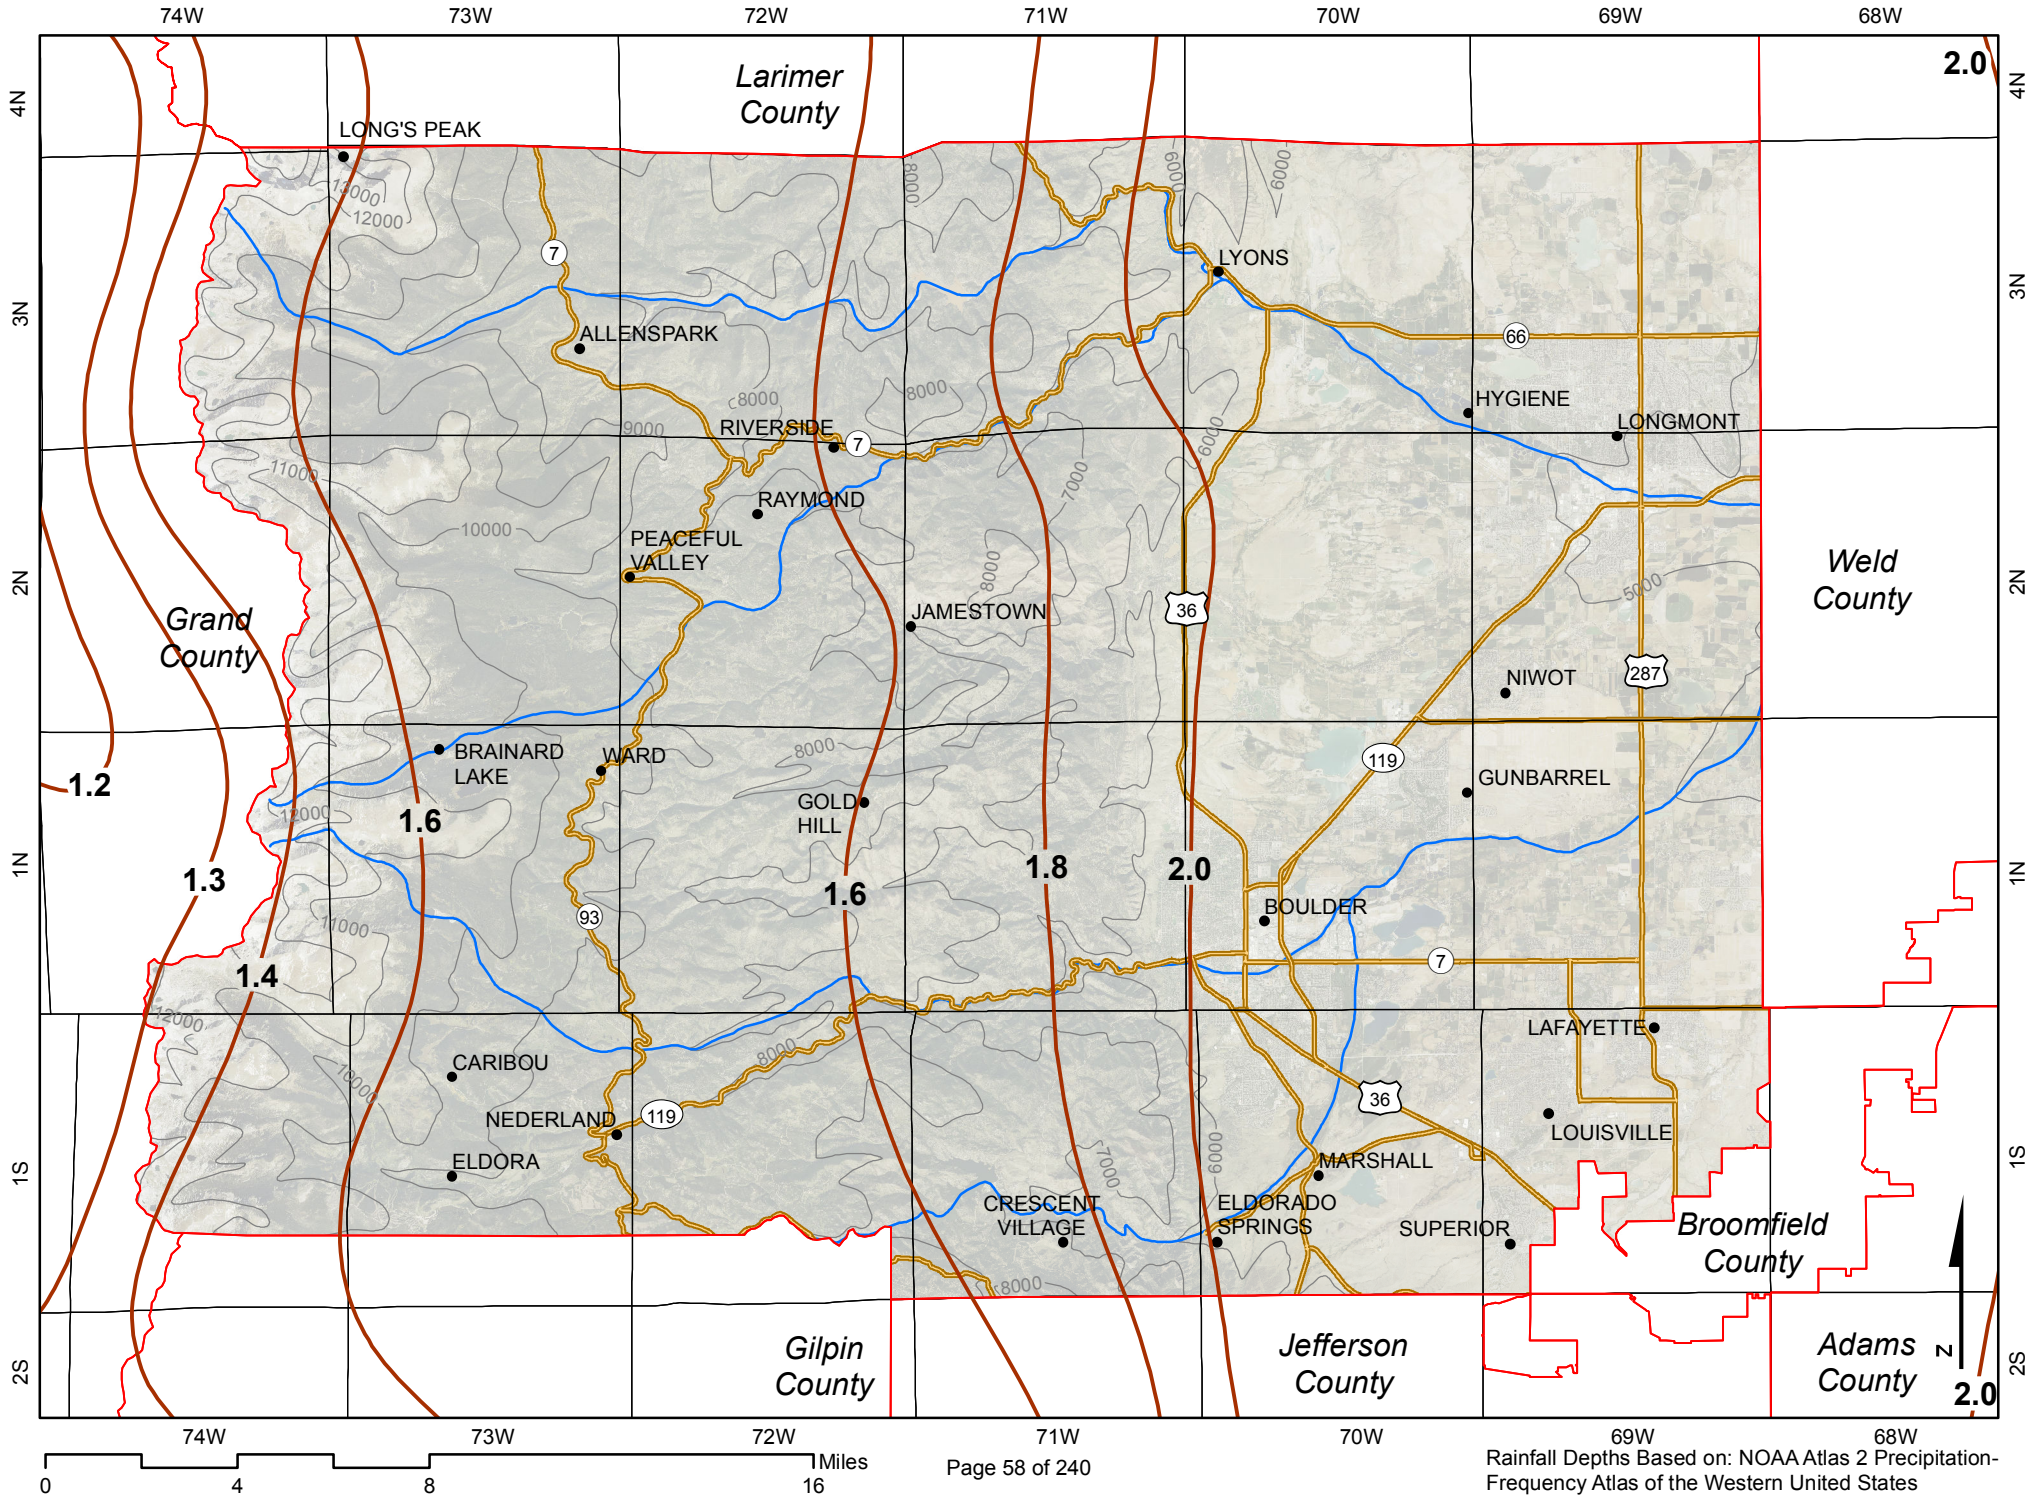 74W 73W 72W 71W 70W 69W 68W
4N
Larimer
County
2.0
4N
LONG'S PEAK
13000
12000
8000
6000
6000
3N
7
LYONS
3N
ALLENSPARK
66
8000
8000
HYGIENE
RIVERSIDE
9000
7
6000
LONGMONT
11000
7000
RAYMOND
10000
PEACEFUL
VALLEY
2N
8000
5000
Weld
County
2N
Grand
County
JAMESTOWN
36
287
NIWOT
BRAINARD
LAKE
WARD
8000
119
1.2
GUNBARREL
12000
1.6
GOLD
HILL
1N
1.3
1.6
1.8
2.0
1N
93
BOULDER
11000
1.4
7
12000
LAFAYETTE
8000
CARIBOU
10000
NEDERLAND
119
36
LOUISVILLE
1S
ELDORA
7000
6000
MARSHALL
1S
CRESCENT
VILLAGE
ELDORADO
SPRINGS
SUPERIOR
Broomfield
County
8000
2S
Gilpin
County
Jefferson
County
Adams
County
Z
2S
2.0
74W 73W 72W 71W 70W 69W 68W
Miles
0 4 8 16
Page 58 of 240
Rainfall Depths Based on: NOAA Atlas 2 Precipitation-
Frequency Atlas of the Western United States